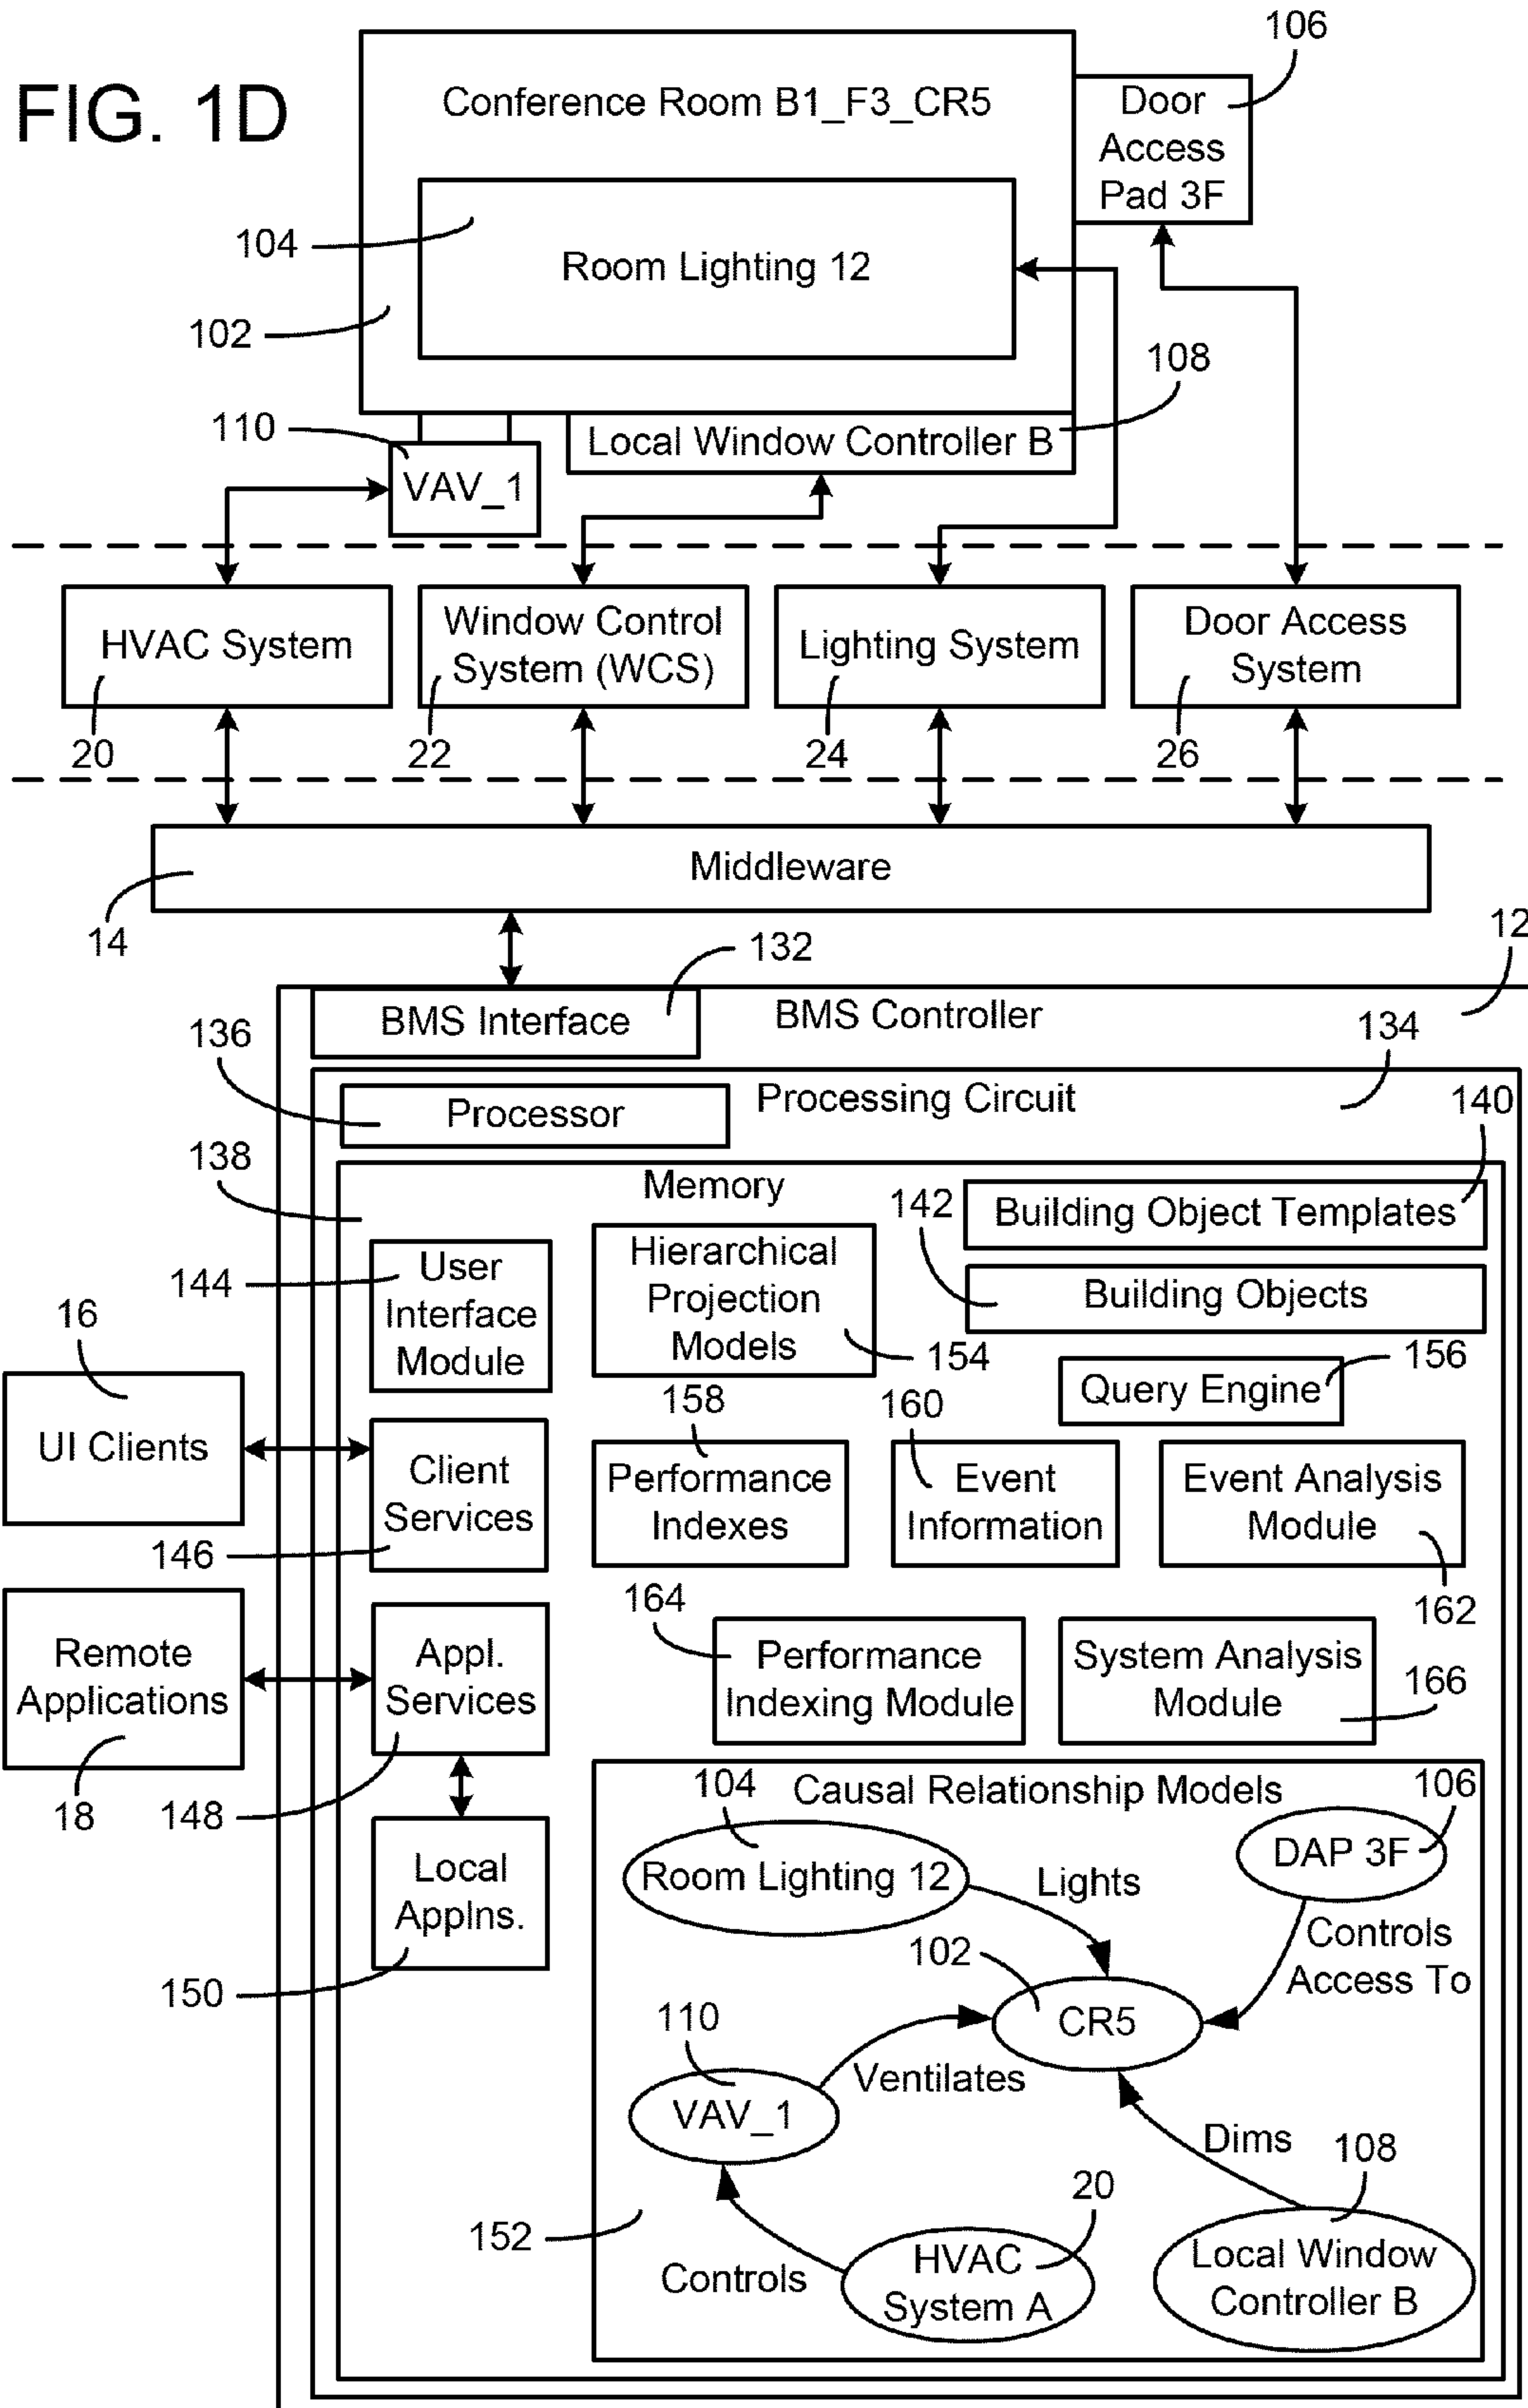 FIG. 1D
106
Conference Room B1_F3_CR5
Door
Access
Pad 3F
104
Room Lighting 12
102
108
110
Local Window Controller B
VAV_1
HVAC System
Window Control
System (WCS)
Lighting System
Door Access
System
20
22
24
26
Middleware
14
12
132
BMS Interface
BMS Controller
134
136
Processor
Processing Circuit
140
138
Memory
142
Building Object Templates
144
User
Interface
Module
Hierarchical
Projection
Models
Building Objects
154
156
Query Engine
16
UI Clients
158
160
Client
Services
Performance
Indexes
Event
Information
Event Analysis
Module
146
162
164
Remote
Applications
Appl.
Services
Performance
Indexing Module
System Analysis
Module
166
18
148
104
Causal Relationship Models
106
Local
Applns.
Room Lighting 12
Lights
DAP 3F
Controls
Access To
150
102
CR5
110
Ventilates
VAV_1
Dims
108
20
152
Controls
HVAC
System A
Local Window
Controller B